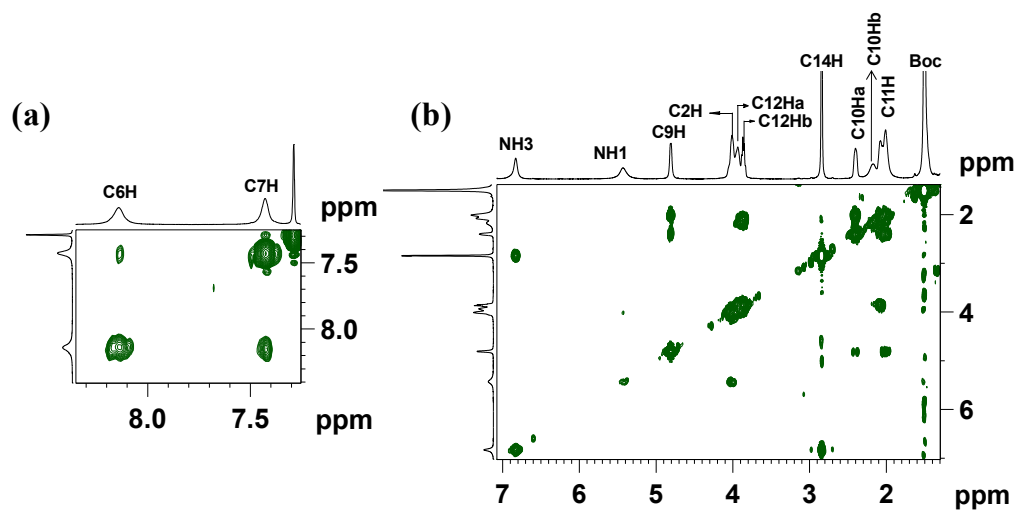 (a)
C6H
C7H
ppm
7.5
8.0
8.0
7.5
ppm
(b)
NH3
NH1
C9H
C2H
C12Ha
C12Hb
C14H
C10Ha
C10Hb
C11H
Boc
ppm
2
4
6
7
6
5
4
3
2
ppm